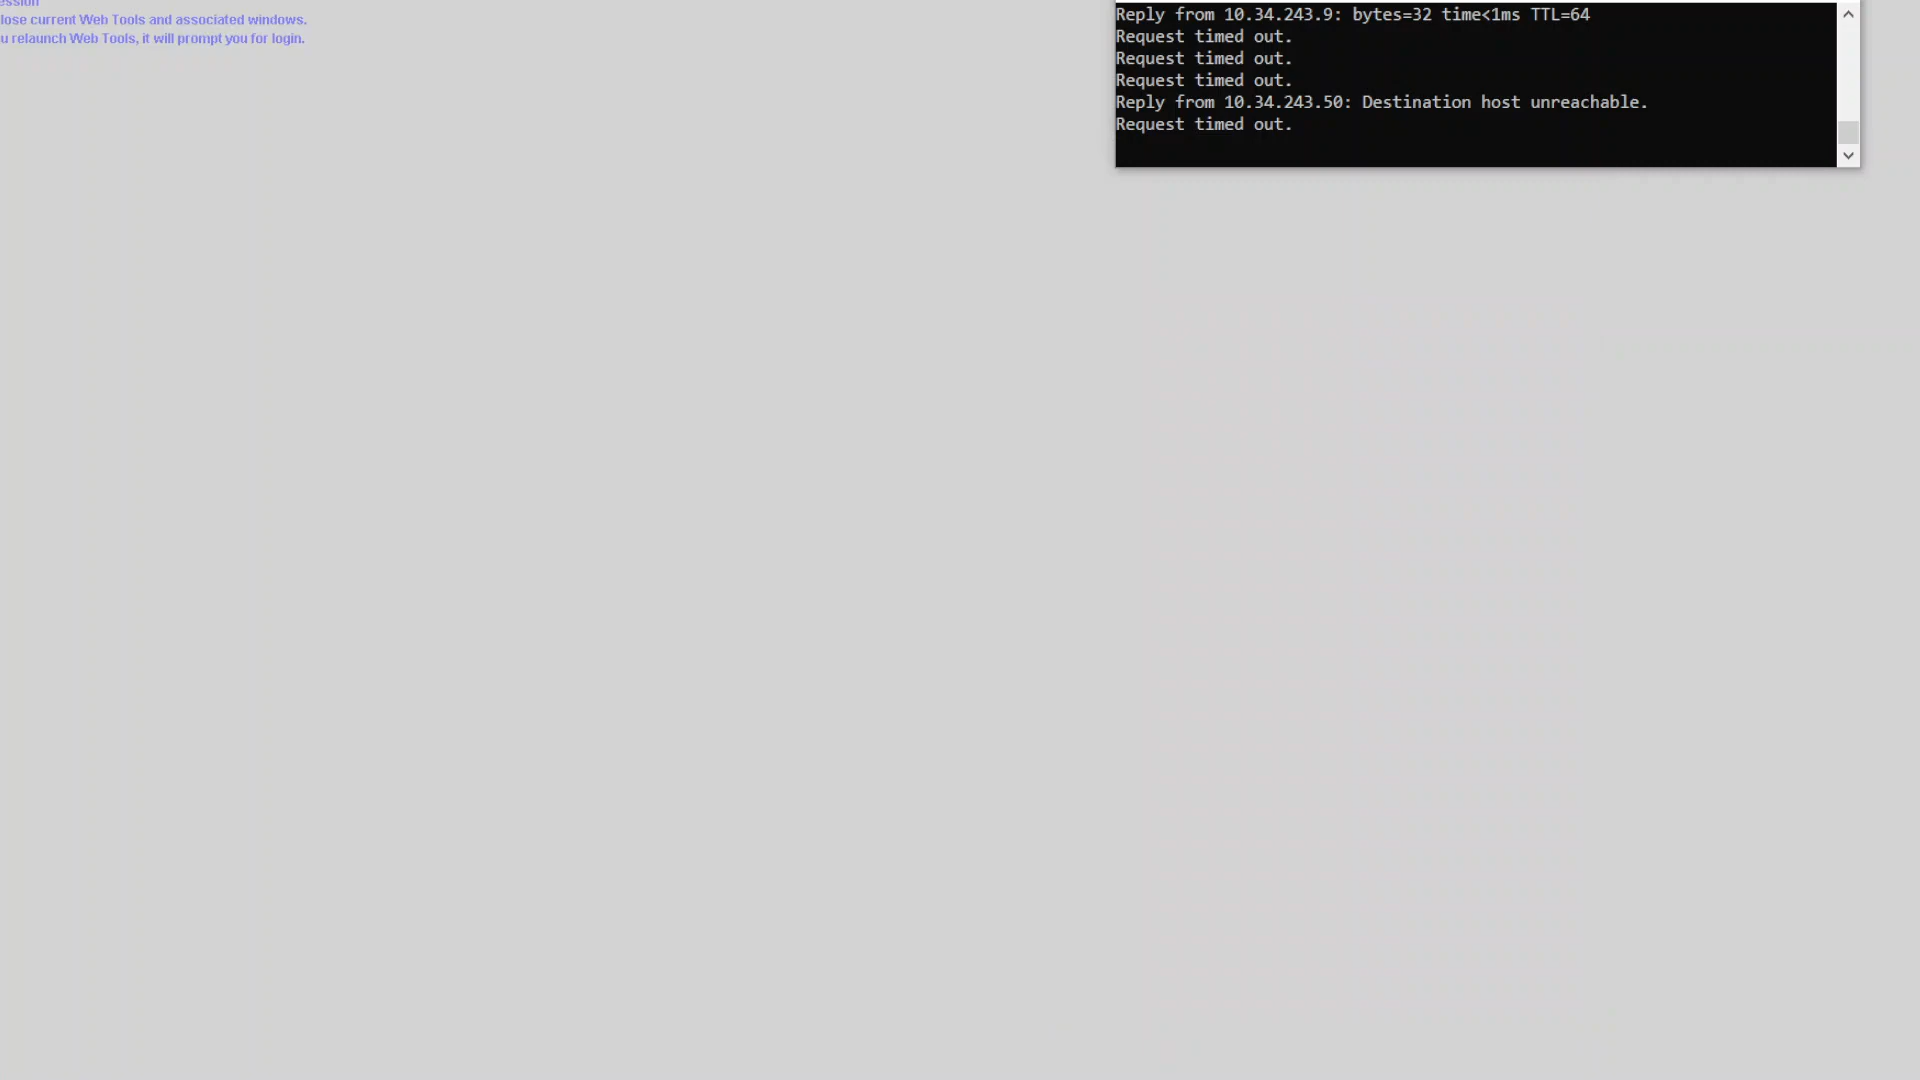 lose current Web Tools and associated windows.
u relaunch Web Tools, it will prompt you for login.
Reply from 10.34.243.9: bytes=32 time<1ms TTL=64
Request timed out.
Request timed out.
Request timed out.
Reply from 10.34.243.50: Destination host unreachable.
Request timed out.